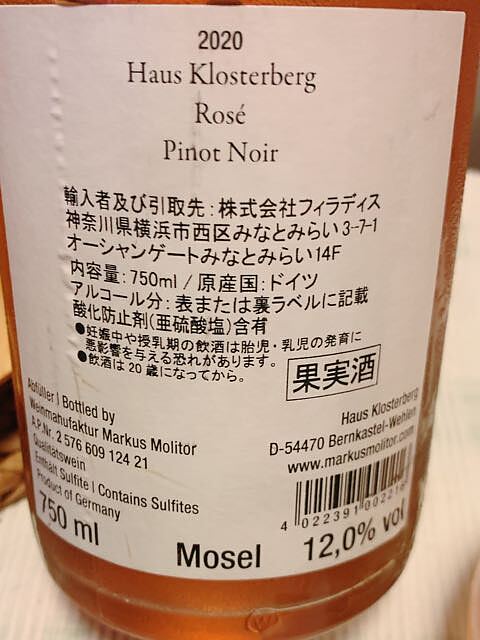 2020
Haus Klosterberg
Rosé
Pinot Noir
輸入者及び引取先：株式会社フィラディス
神奈川県横浜市西区みなとみらい3-7-1
オーシャンゲートみなとみらい14F
内容量：750ml / 原産国：ドイツ
アルコール分：表または裏ラベルに記載
酸化防止剤(亜硫酸塩)含有
●妊娠中や授乳期の飲酒は胎児・乳児の発育に
悪影響を与える恐れがあります。
●飲酒は20歳になってから。
果実酒
Abfüller | Bottled by
Weinmanufaktur Markus Molitor
A.P.Nr. 2 576 609 124 21
Qualitätswein
Enthält Sulfite | Contains Sulfites
Product of Germany
750 ml
Haus Klosterberg
D-54470 Bernkastel-Wehlen
www.markusmolitor.com
4 022391 00221
Mosel
12,0% vol